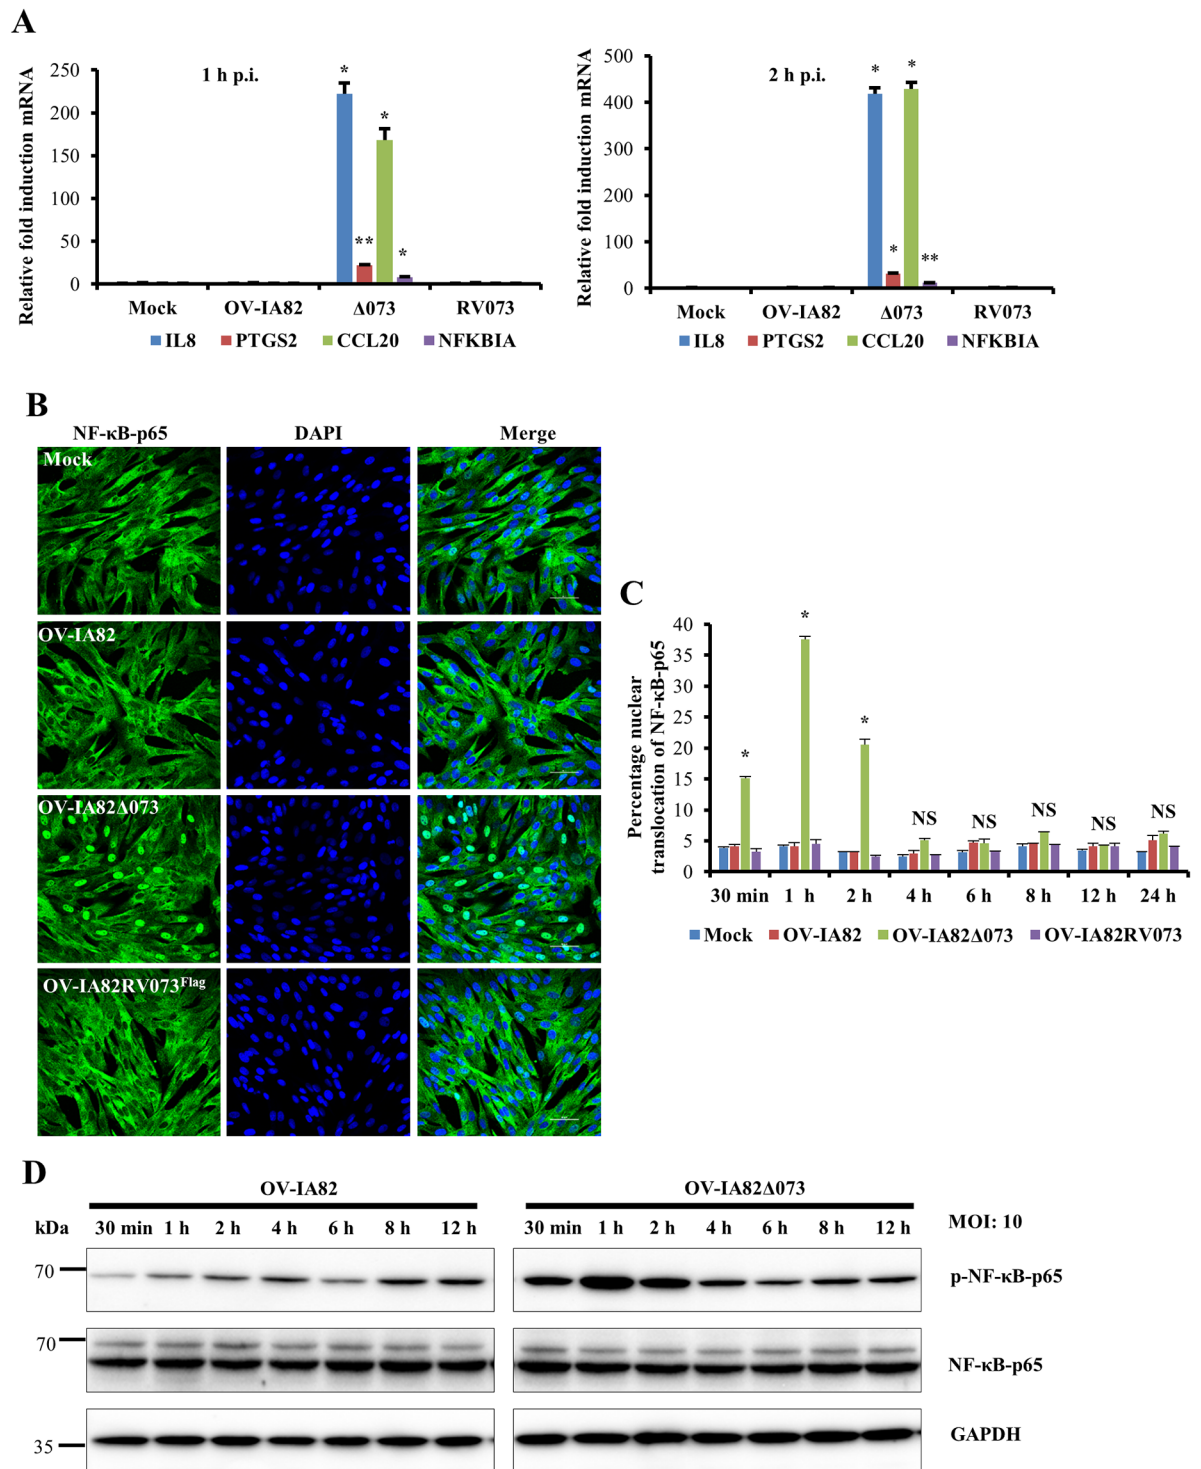 A
Relative fold induction mRNA
250
200
150
100
50
0
1 h p.i.
*
**
*
*
Mock OV-IA82 Δ073 RV073
IL8 PTGS2 CCL20 NFKBIA
Relative fold induction mRNA
500
400
300
200
100
0
2 h p.i.
*
*
*
**
Mock OV-IA82 Δ073 RV073
IL8 PTGS2 CCL20 NFKBIA
B
NF-κB-p65 DAPI Merge
Mock
OV-IA82
OV-IA82Δ073
OV-IA82RV073Flag
C
Percentage nuclear
translocation of NF-κB-p65
40
35
30
25
20
15
10
5
0
*
*
*
NS NS NS NS NS
30 min 1 h 2 h 4 h 6 h 8 h 12 h 24 h
Mock OV-IA82 OV-IA82Δ073 OV-IA82RV073
D
OV-IA82 OV-IA82Δ073
kDa 30 min 1 h 2 h 4 h 6 h 8 h 12 h 30 min 1 h 2 h 4 h 6 h 8 h 12 h MOI: 10
70 p-NF-κB-p65
70 NF-κB-p65
35 GAPDH